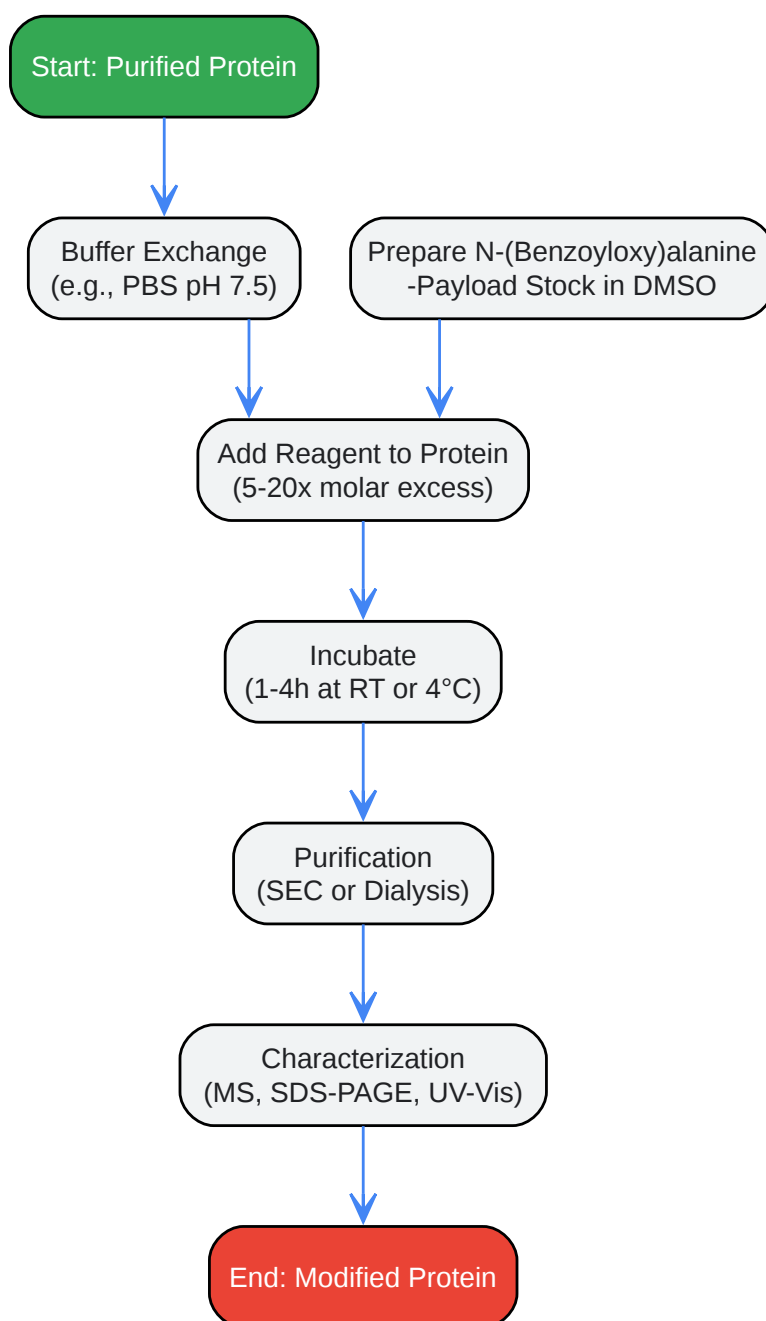 Start: Purified Protein
Buffer Exchange
(e.g., PBS pH 7.5)
Prepare N-(Benzoyloxy)alanine
-Payload Stock in DMSO
Add Reagent to Protein
(5-20x molar excess)
Incubate
(1-4h at RT or 4°C)
Purification
(SEC or Dialysis)
Characterization
(MS, SDS-PAGE, UV-Vis)
End: Modified Protein